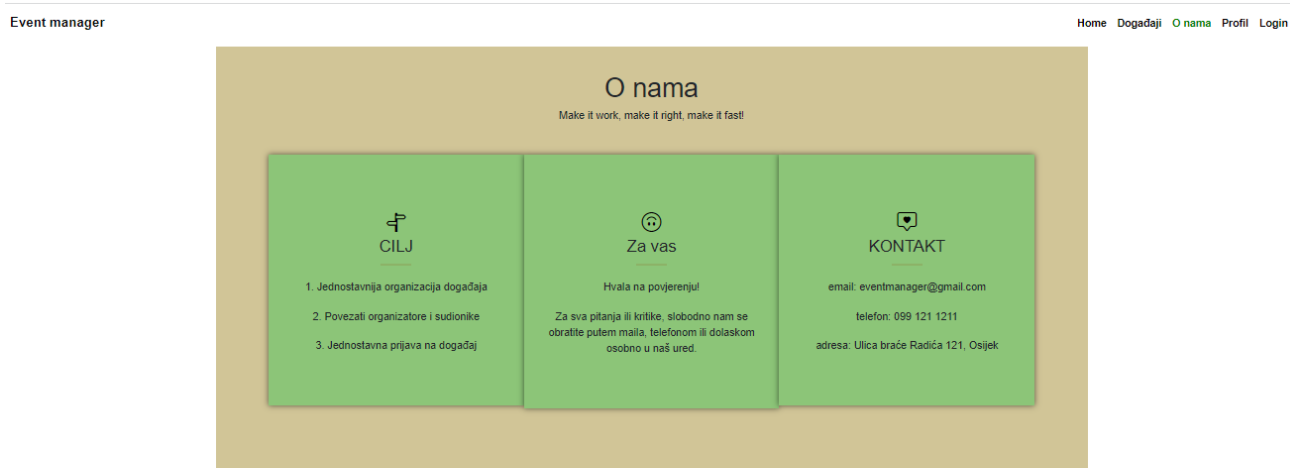 Event manager
Home Događaji O nama Profil Login
O nama
Make it work, make it right, make it fast!
CILJ
1. Jednostavnija organizacija događaja
2. Povezati organizatore i sudionike
3. Jednostavna prijava na događaj
Za vas
Hvala na povjerenju!
Za sva pitanja ili kritike, slobodno nam se
obratite putem maila, telefonom ili dolaskom
osobno u naš ured.
KONTAKT
email: eventmanager@gmail.com
telefon: 099 121 1211
adresa: Ulica braće Radića 121, Osijek